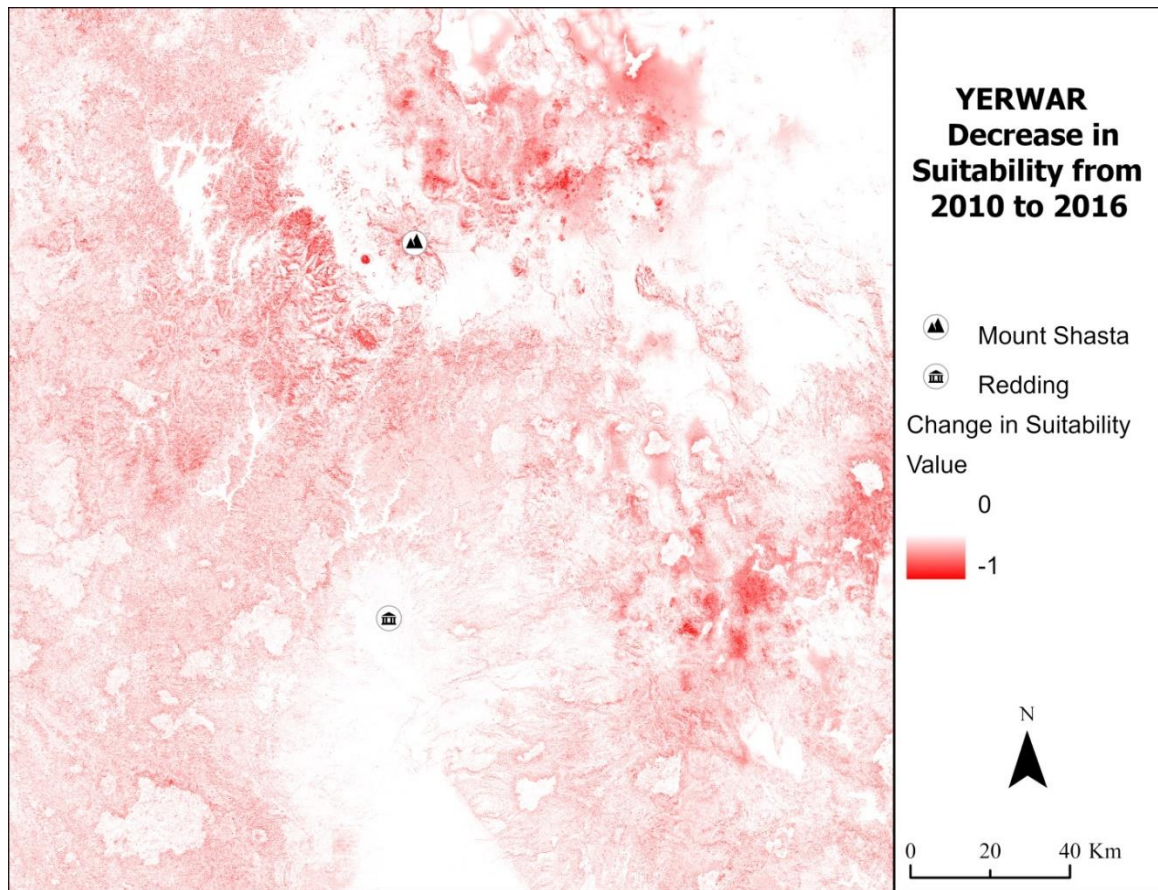 YERWAR
Decrease in
Suitability from
2010 to 2016
Mount Shasta
Redding
Change in Suitability
Value
0
-1
N
0 20 40 Km